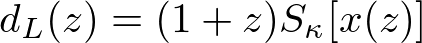 d_L(z) = (1 + z)S_κ[x(z)]